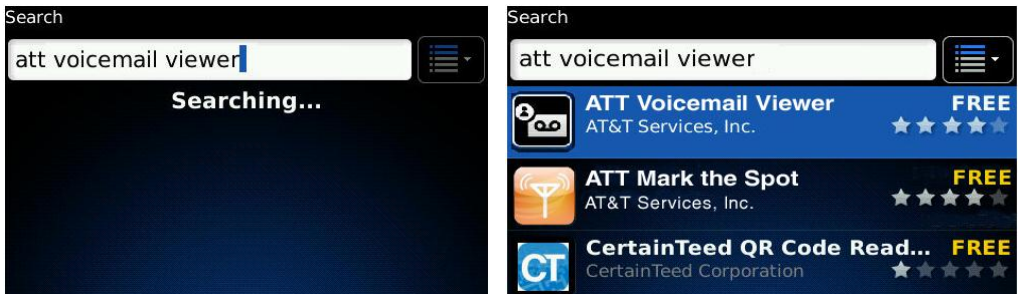 Search
att voicemail viewer
Searching...
Search
att voicemail viewer
ATT Voicemail Viewer FREE
AT&T Services, Inc.
ATT Mark the Spot FREE
AT&T Services, Inc.
CT CertainTeed QR Code Read... FREE
CertainTeed Corporation